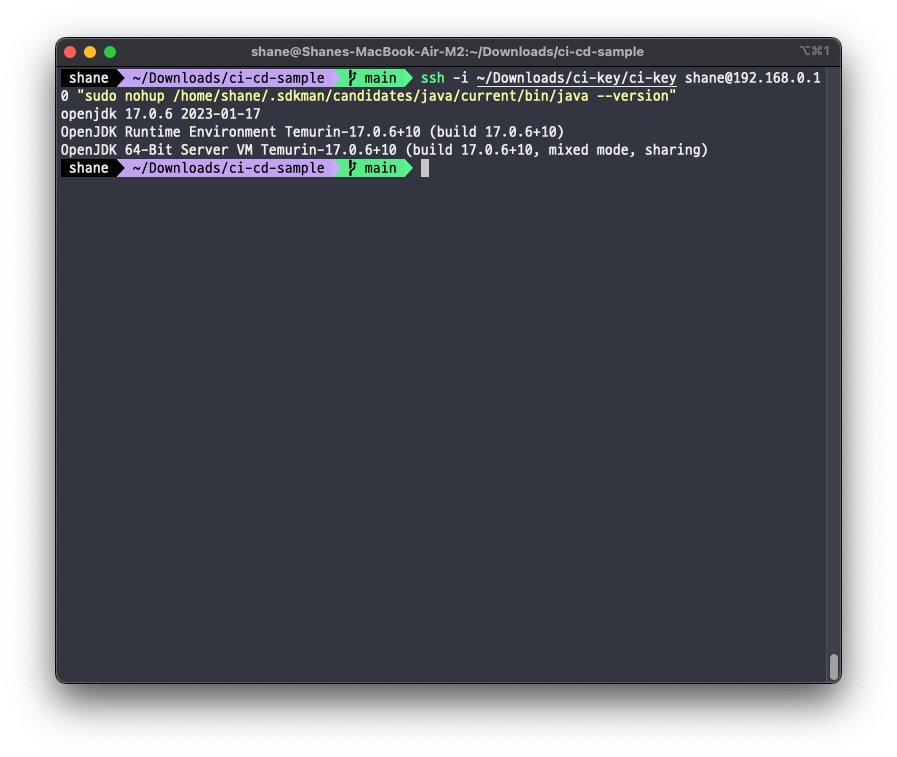 shane@Shanes-MacBook-Air-M2:~/Downloads/ci-cd-sample ⌥⌘1
shane ~/Downloads/ci-cd-sample main ssh -i ~/Downloads/ci-key/ci-key shane@192.168.0.1
0 "sudo nohup /home/shane/.sdkman/candidates/java/current/bin/java --version"
openjdk 17.0.6 2023-01-17
OpenJDK Runtime Environment Temurin-17.0.6+10 (build 17.0.6+10)
OpenJDK 64-Bit Server VM Temurin-17.0.6+10 (build 17.0.6+10, mixed mode, sharing)
shane ~/Downloads/ci-cd-sample main